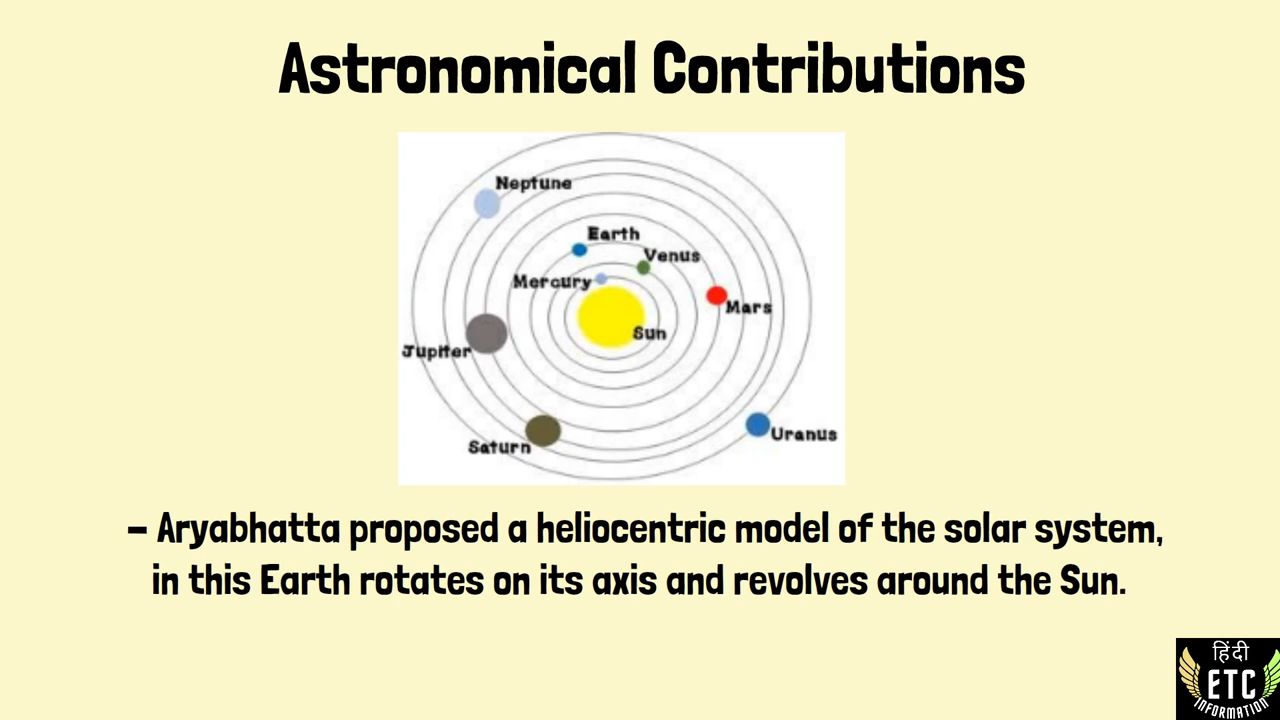 Astronomical Contributions
Neptune
Earth
Venus
Mercury
Mars
Sun
Jupiter
Uranus
Saturn
– Aryabhatta proposed a heliocentric model of the solar system,
in this Earth rotates on its axis and revolves around the Sun.
हिंदी
ETC
INFORMATION